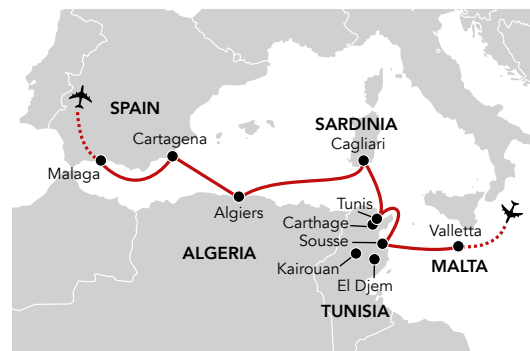 SPAIN
Cartagena
Malaga
SARDINIA
Cagliari
Algiers
ALGERIA
Tunis
Carthage
Sousse
Kairouan
El Djem
TUNISIA
Valletta
MALTA